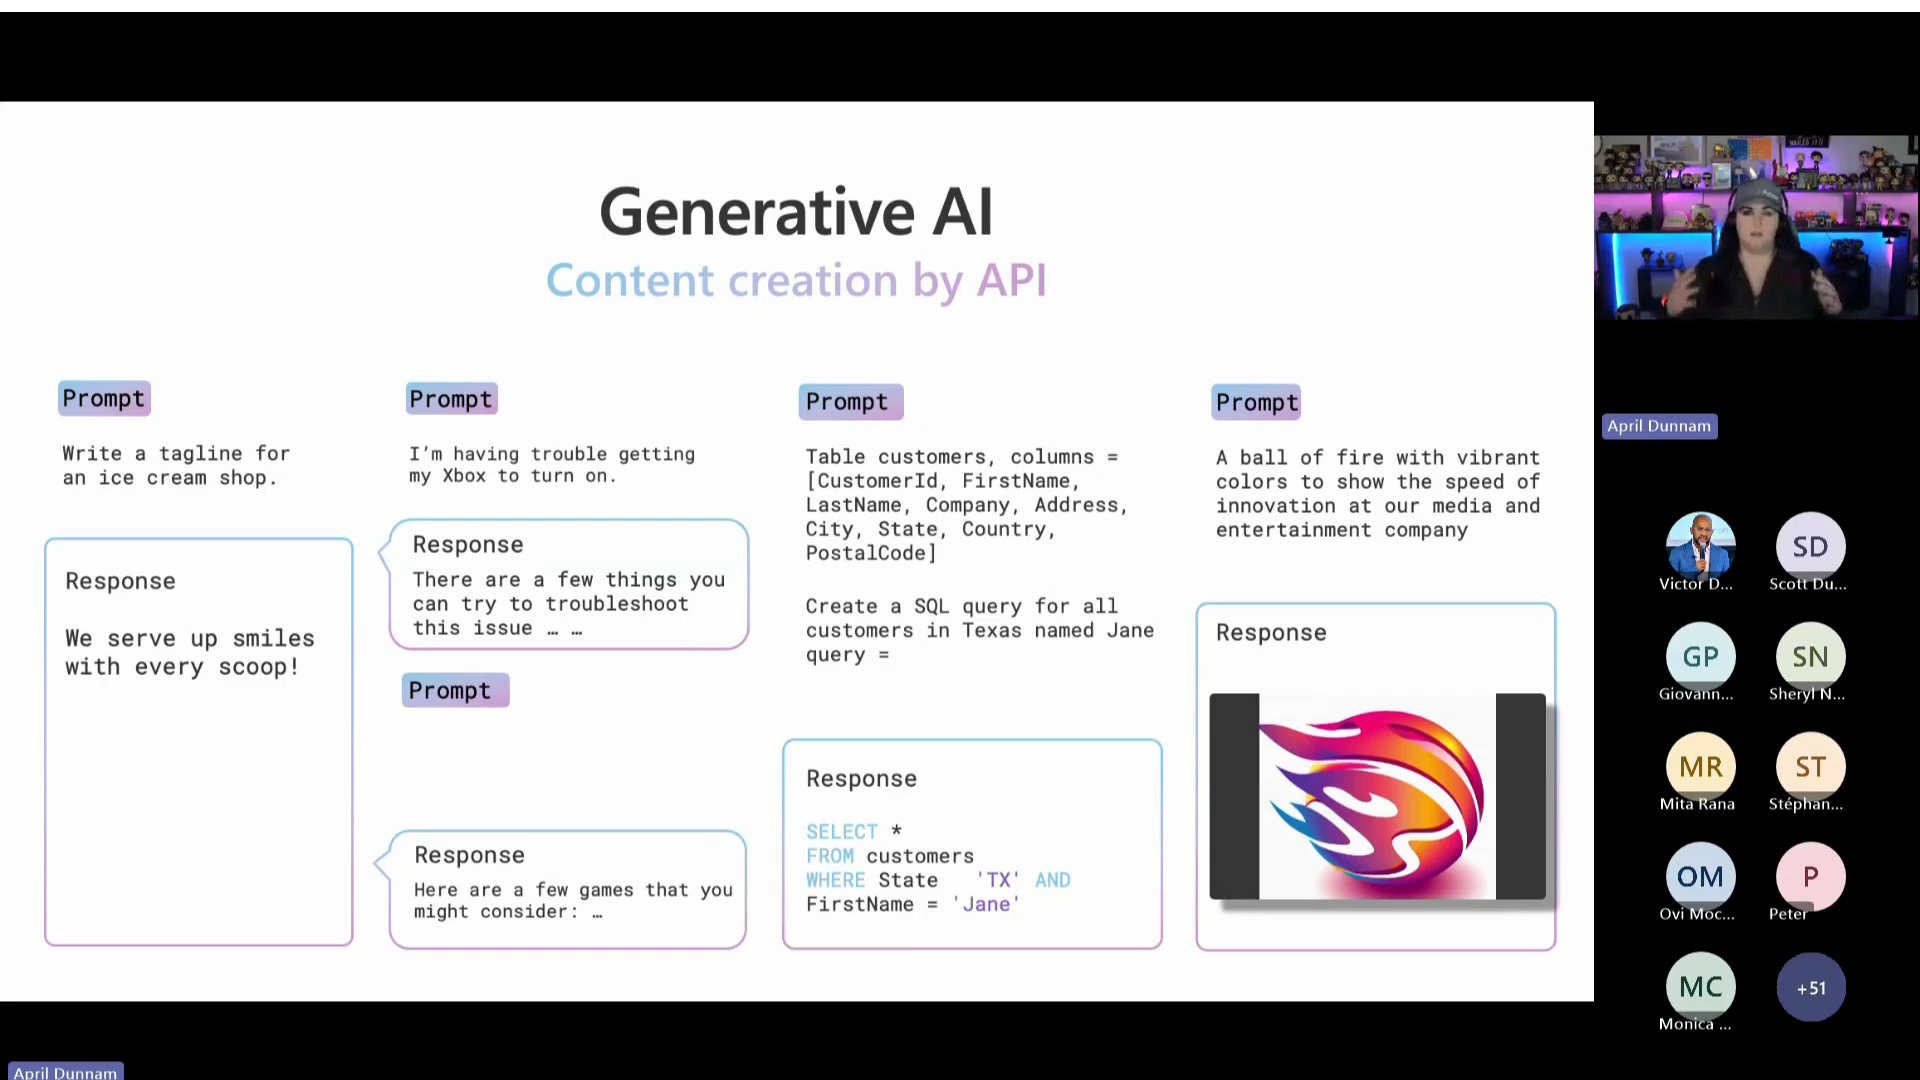 Generative AI
Content creation by API
Prompt
Write a tagline for
an ice cream shop.
Response
We serve up smiles
with every scoop!
Prompt
I’m having trouble getting
my Xbox to turn on.
Response
There are a few things you
can try to troubleshoot
this issue … …
Prompt
Response
Here are a few games that you
might consider: …
Prompt
Table customers, columns =
[CustomerId, FirstName,
LastName, Company, Address,
City, State, Country,
PostalCode]
Create a SQL query for all
customers in Texas named Jane
query =
Response
SELECT *
FROM customers
WHERE State 'TX' AND
FirstName = 'Jane'
Prompt
A ball of fire with vibrant
colors to show the speed of
innovation at our media and
entertainment company
Response
April Dunnam
Victor D...
SD
Scott Du...
GP
Giovann...
SN
Sheryl N...
MR
Mita Rana
ST
Stéphan...
OM
Ovi Moc...
P
Peter
MC
Monica ...
+51
April Dunnam